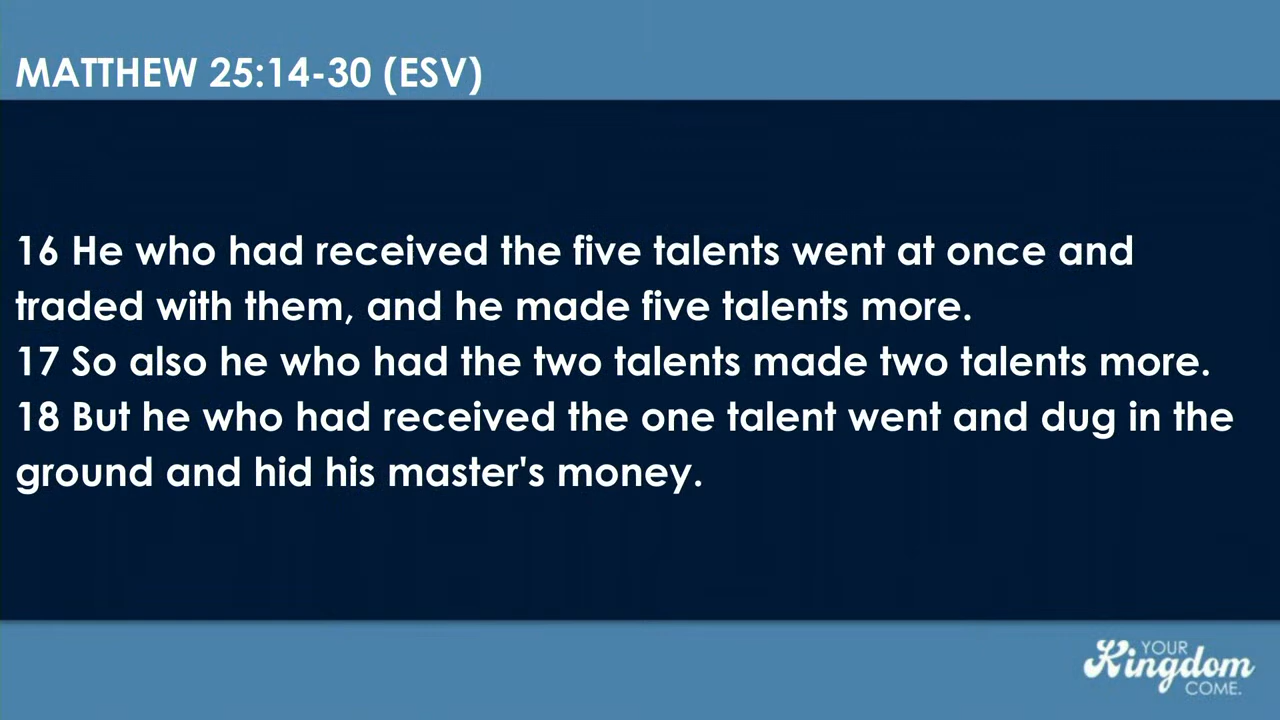 MATTHEW 25:14-30 (ESV)
16 He who had received the five talents went at once and
traded with them, and he made five talents more.
17 So also he who had the two talents made two talents more.
18 But he who had received the one talent went and dug in the
ground and hid his master's money.
YOUR
Kingdom
COME.